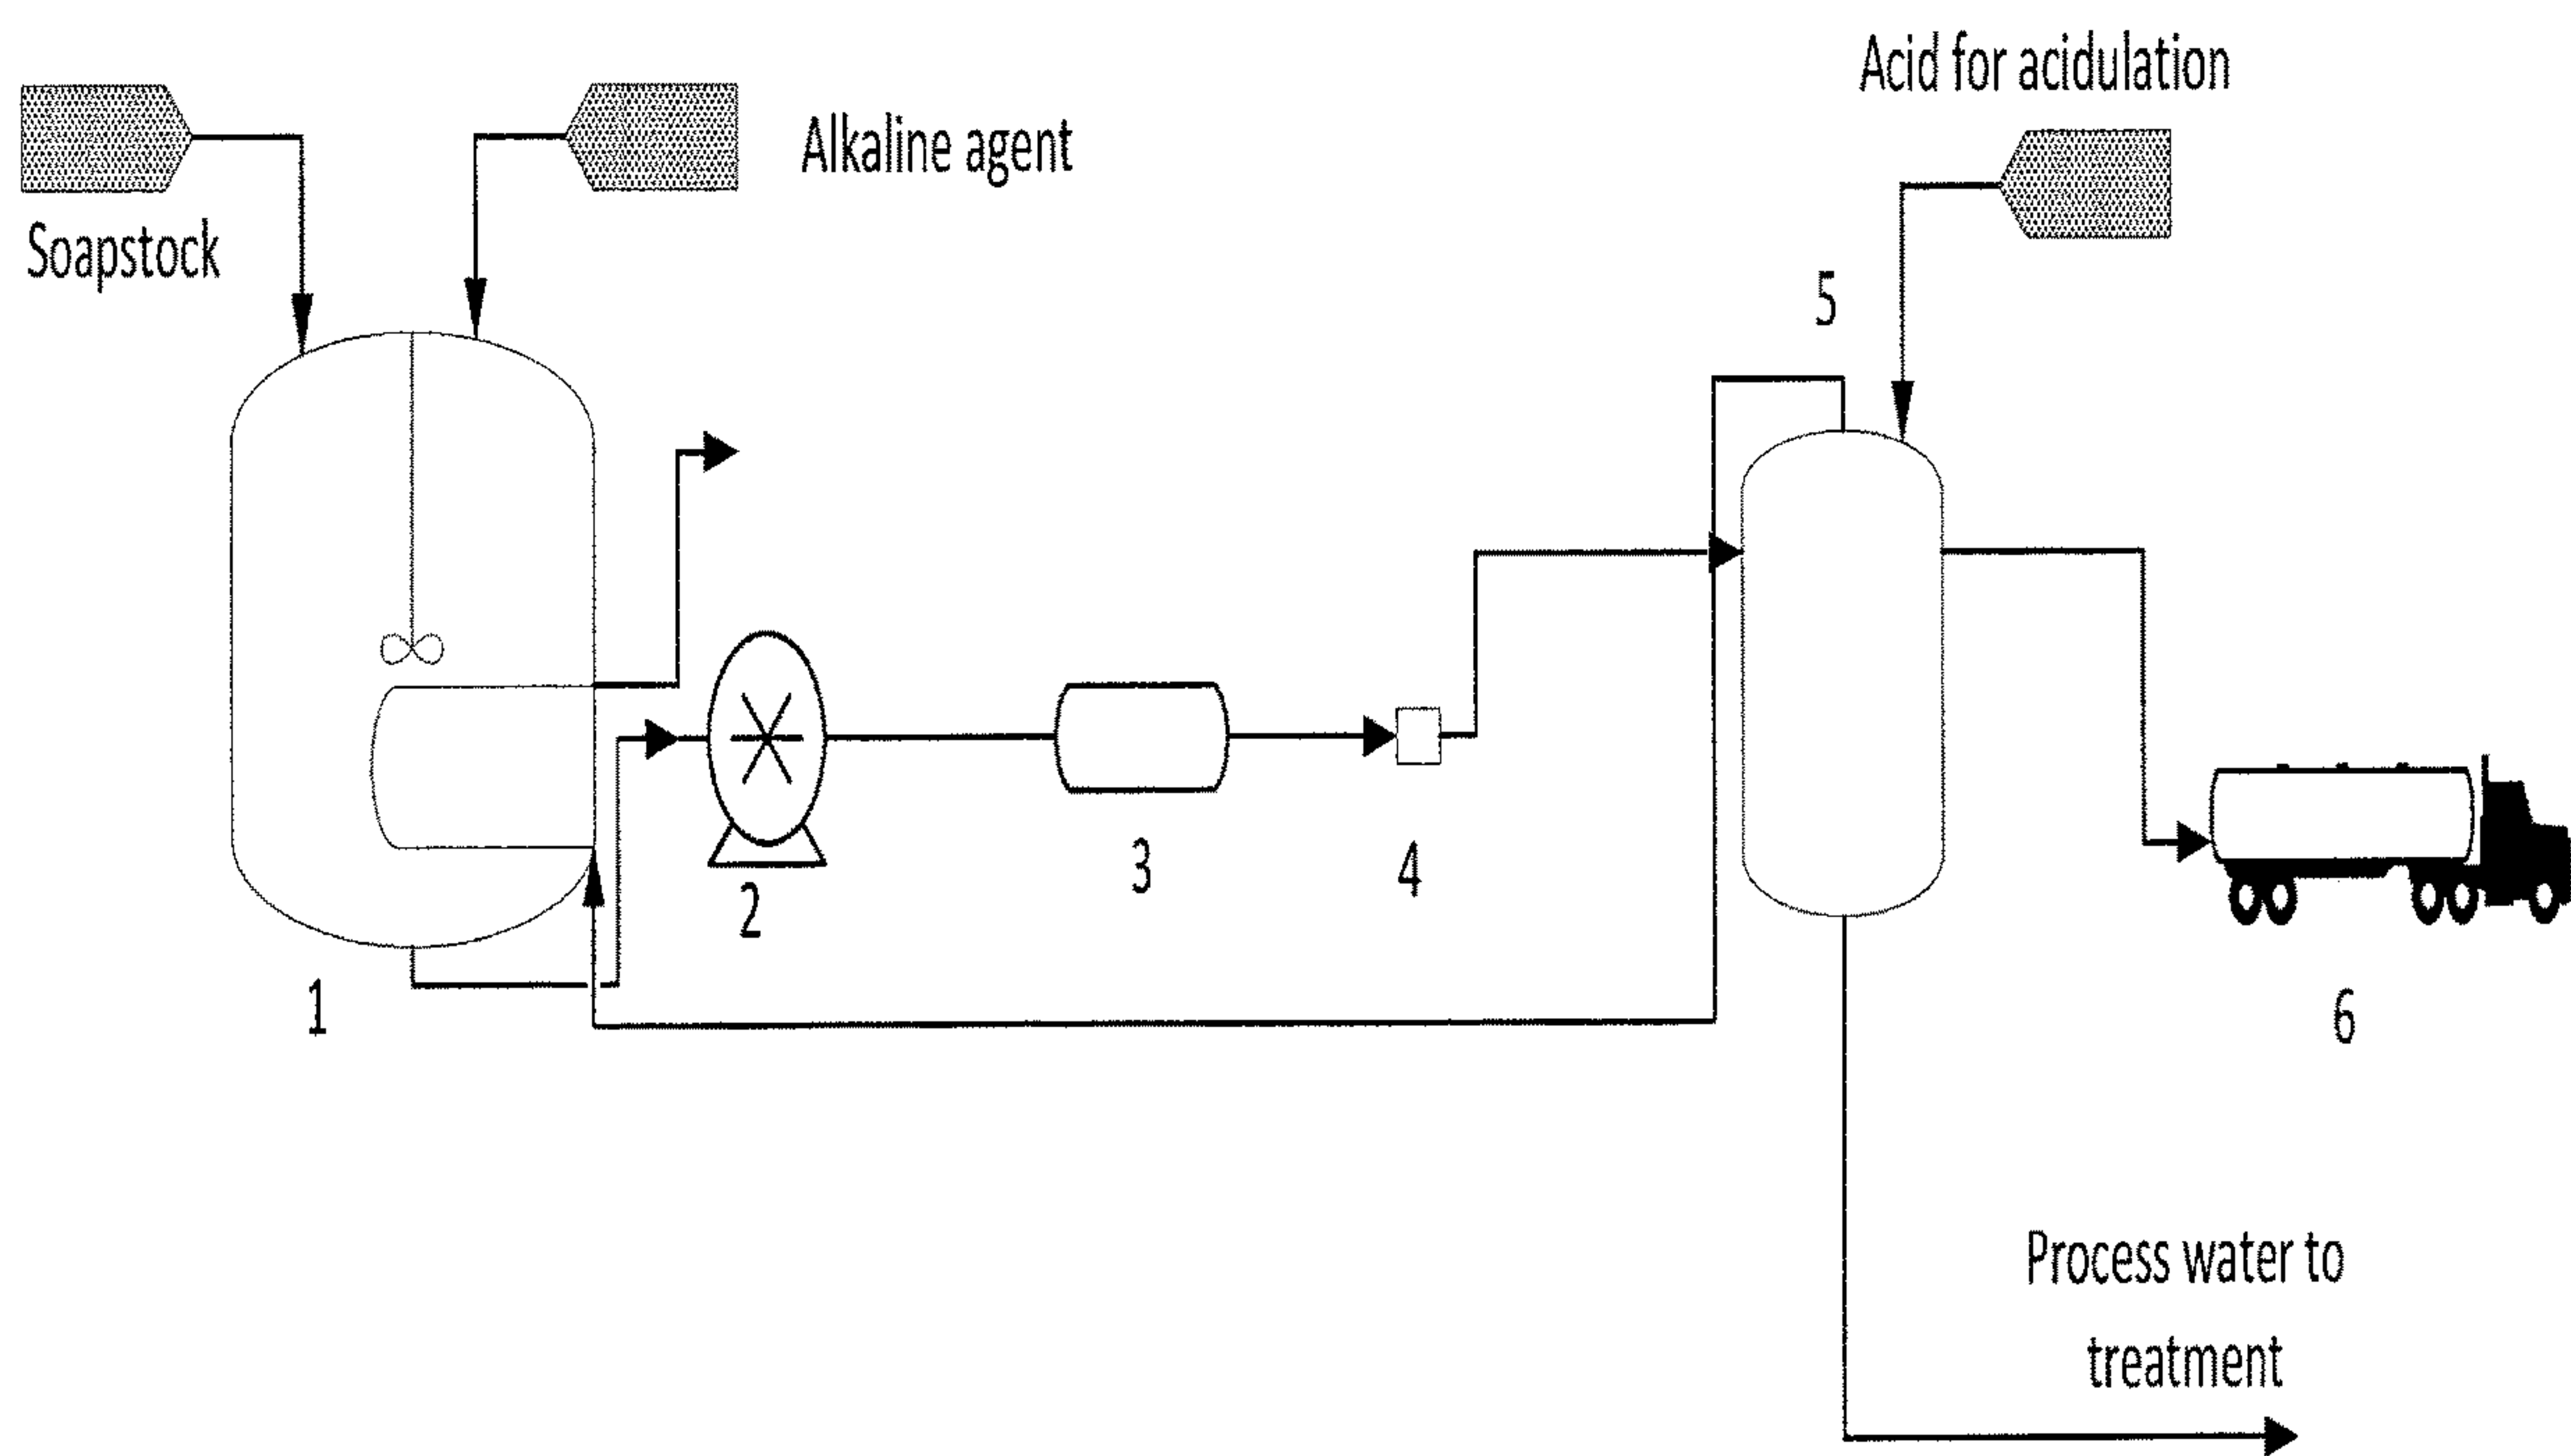 Acid for acidulation
Alkaline agent
Soapstock
5
3
4
2
1
6
Process water to
treatment